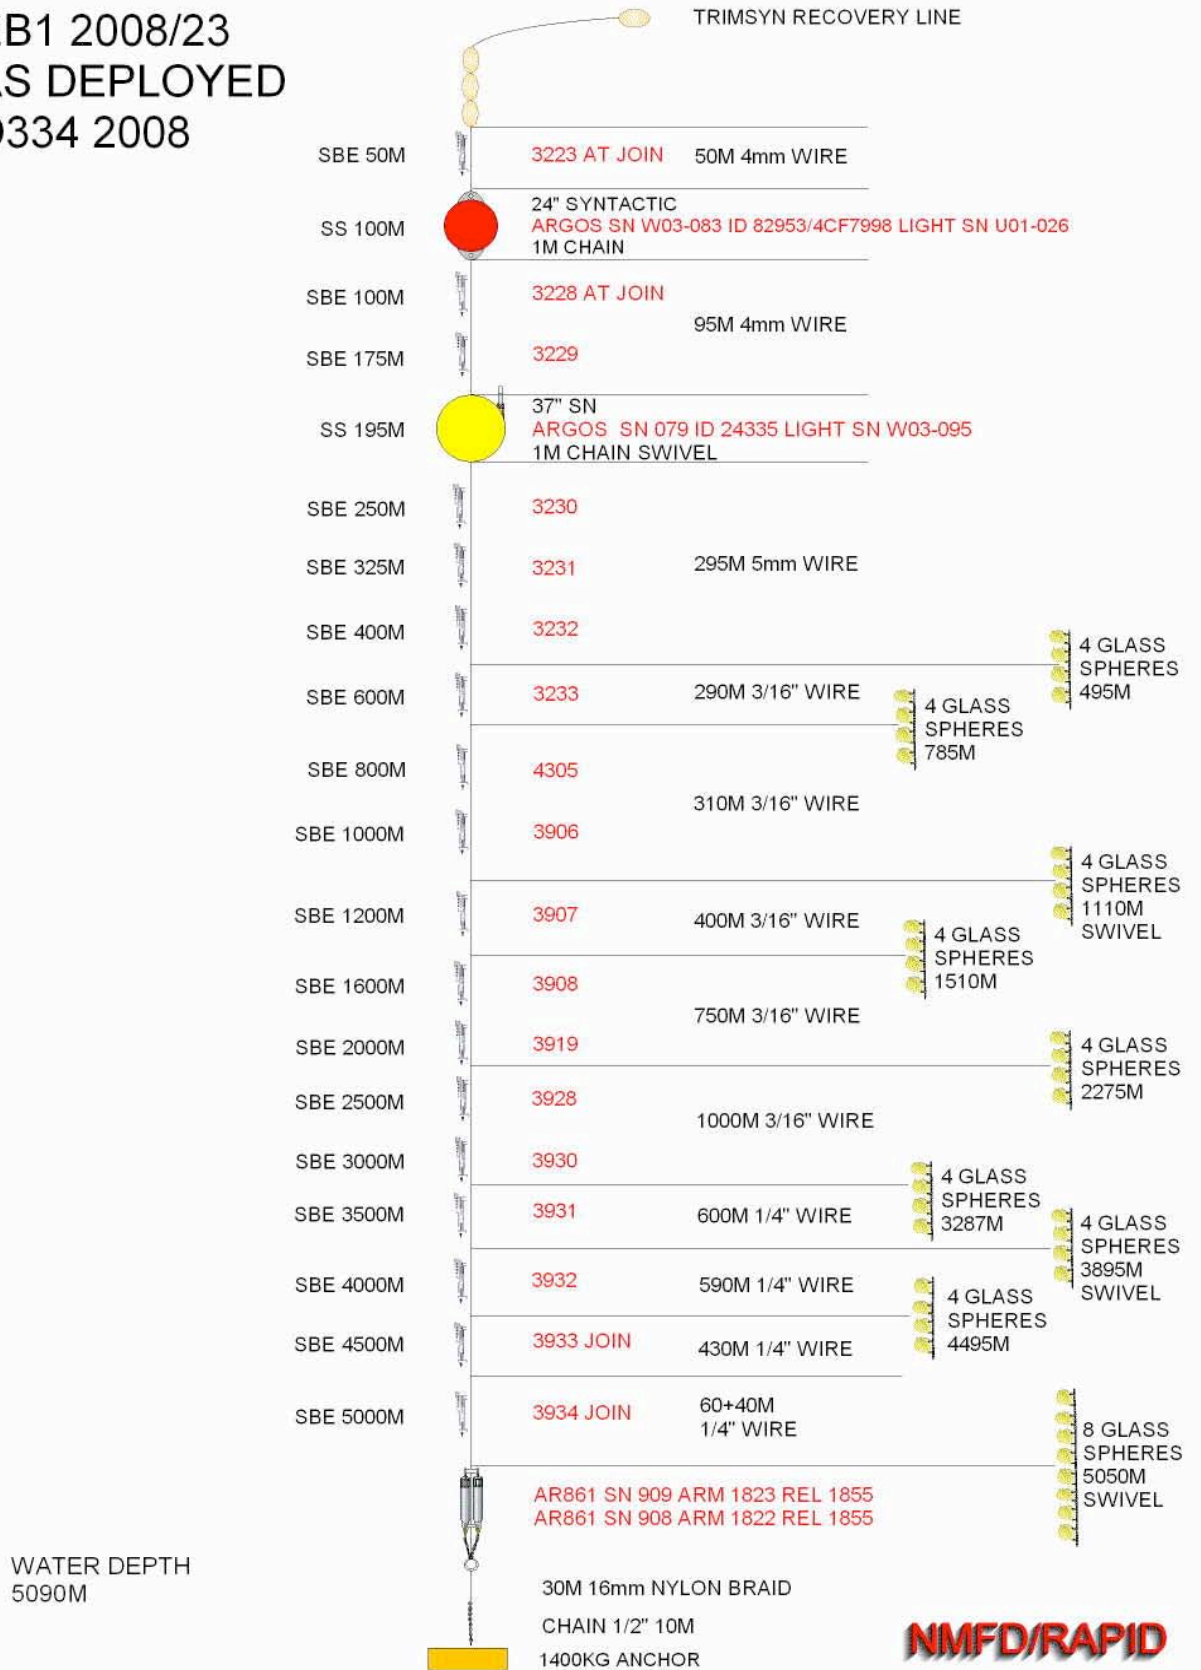 B1 2008/23
S DEPLOYED
334 2008
TRIMSYN RECOVERY LINE
SBE 50M
3223 AT JOIN
50M 4mm WIRE
SS 100M
24" SYNTACTIC
ARGOS SN W03-083 ID 82953/4CF7998 LIGHT SN U01-026
1M CHAIN
SBE 100M
3228 AT JOIN
95M 4mm WIRE
SBE 175M
3229
SS 195M
37" SN
ARGOS SN 079 ID 24335 LIGHT SN W03-095
1M CHAIN SWIVEL
SBE 250M
3230
SBE 325M
3231
295M 5mm WIRE
SBE 400M
3232
4 GLASS
SPHERES
495M
SBE 600M
3233
290M 3/16" WIRE
4 GLASS
SPHERES
785M
SBE 800M
4305
310M 3/16" WIRE
SBE 1000M
3906
4 GLASS
SPHERES
1110M
SWIVEL
SBE 1200M
3907
400M 3/16" WIRE
4 GLASS
SPHERES
1510M
SBE 1600M
3908
750M 3/16" WIRE
SBE 2000M
3919
4 GLASS
SPHERES
2275M
SBE 2500M
3928
1000M 3/16" WIRE
SBE 3000M
3930
4 GLASS
SPHERES
3287M
SBE 3500M
3931
600M 1/4" WIRE
4 GLASS
SPHERES
3895M
SWIVEL
SBE 4000M
3932
590M 1/4" WIRE
4 GLASS
SPHERES
4495M
SBE 4500M
3933 JOIN
430M 1/4" WIRE
SBE 5000M
3934 JOIN
60+40M
1/4" WIRE
8 GLASS
SPHERES
5050M
SWIVEL
AR861 SN 909 ARM 1823 REL 1855
AR861 SN 908 ARM 1822 REL 1855
WATER DEPTH
5090M
30M 16mm NYLON BRAID
CHAIN 1/2" 10M
1400KG ANCHOR
NMFD/RAPID